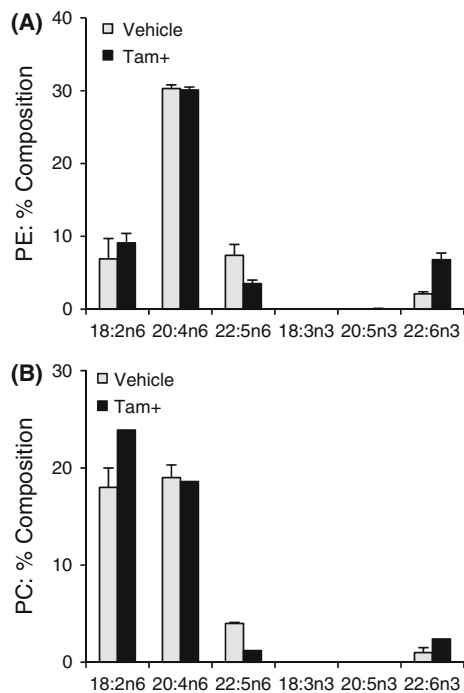 (A)
Vehicle
Tam+
PE: % Composition
40
30
20
10
0
18:2n6 20:4n6 22:5n6 18:3n3 20:5n3 22:6n3
(B)
Vehicle
Tam+
PC: % Composition
30
20
10
0
18:2n6 20:4n6 22:5n6 18:3n3 20:5n3 22:6n3